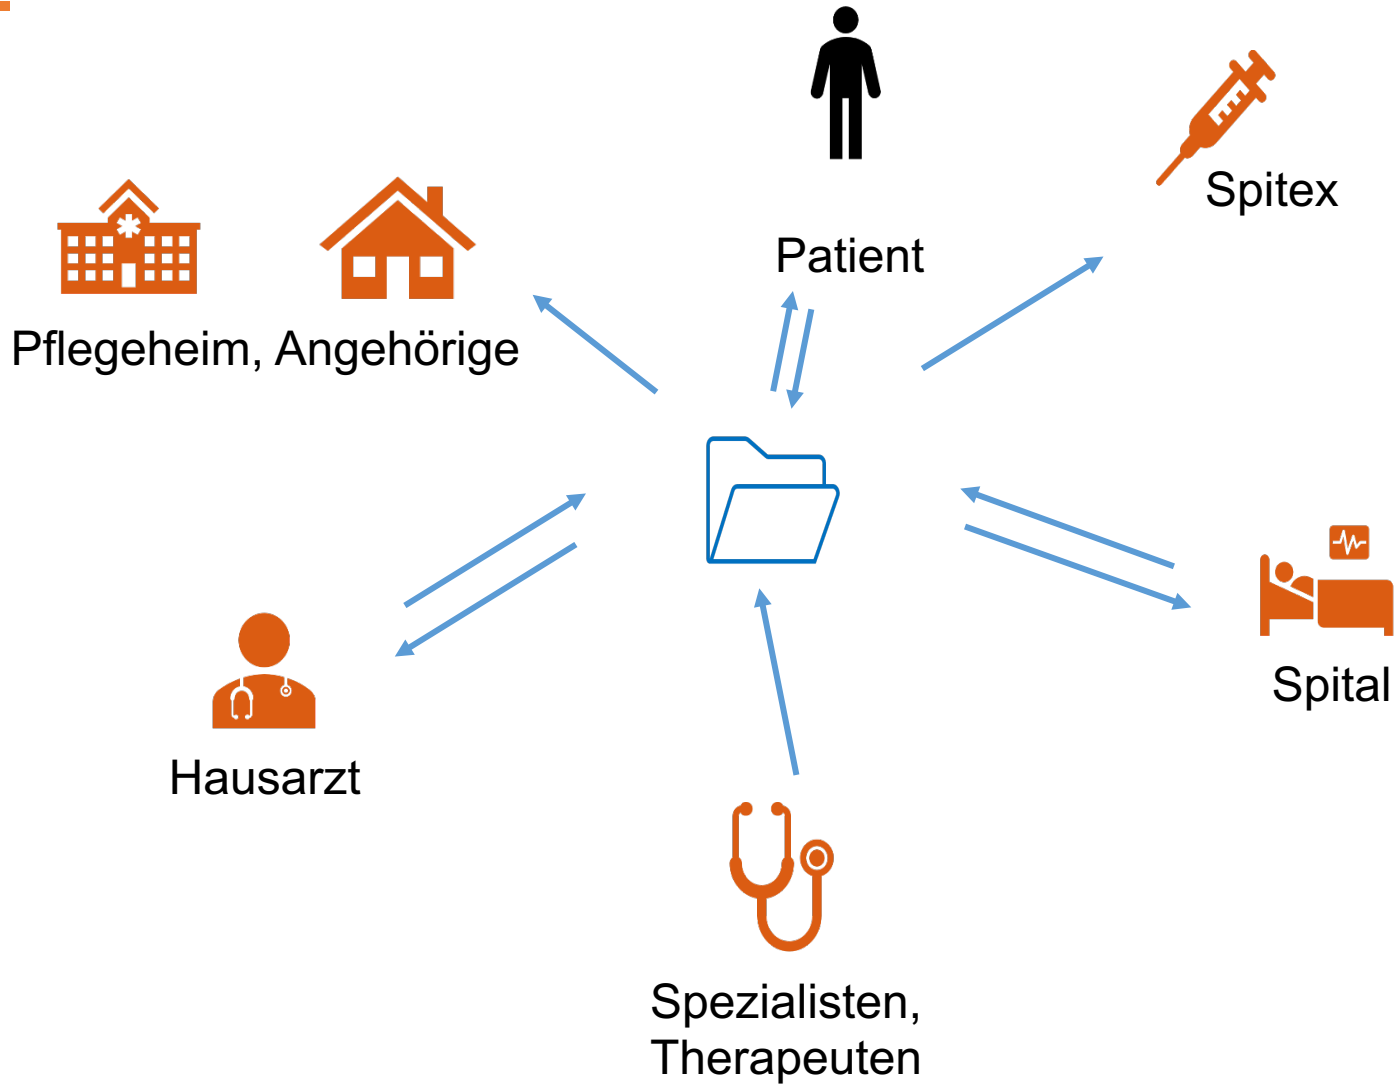 Patient
Spitex
Pflegeheim, Angehörige
Spital
Hausarzt
Spezialisten,
Therapeuten